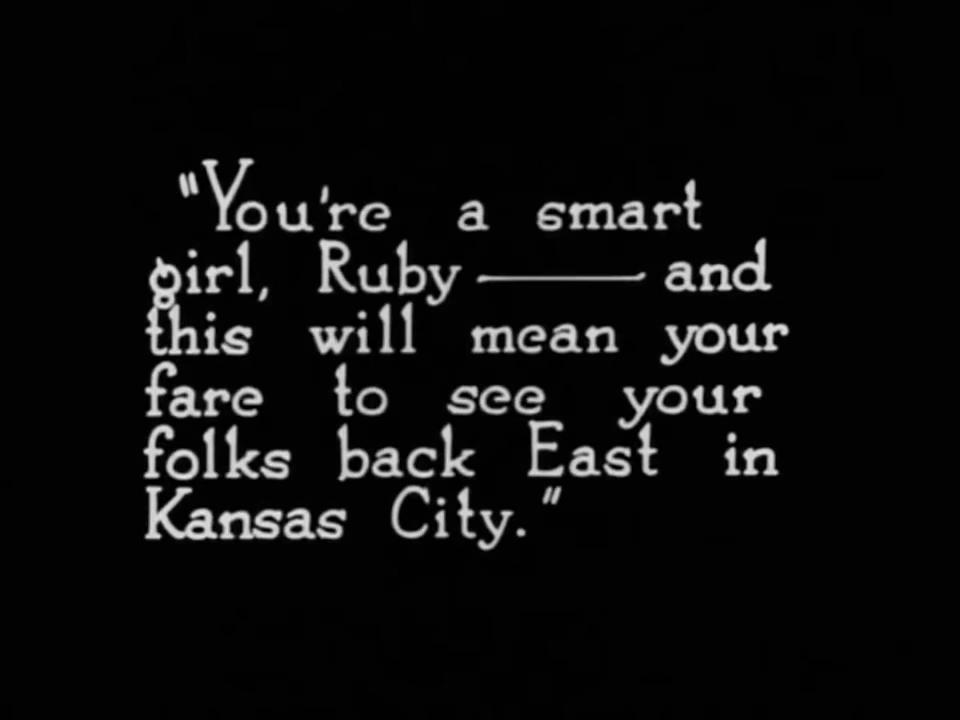 "You're a smart
girl, Ruby —— and
this will mean your
fare to see your
folks back East in
Kansas City."